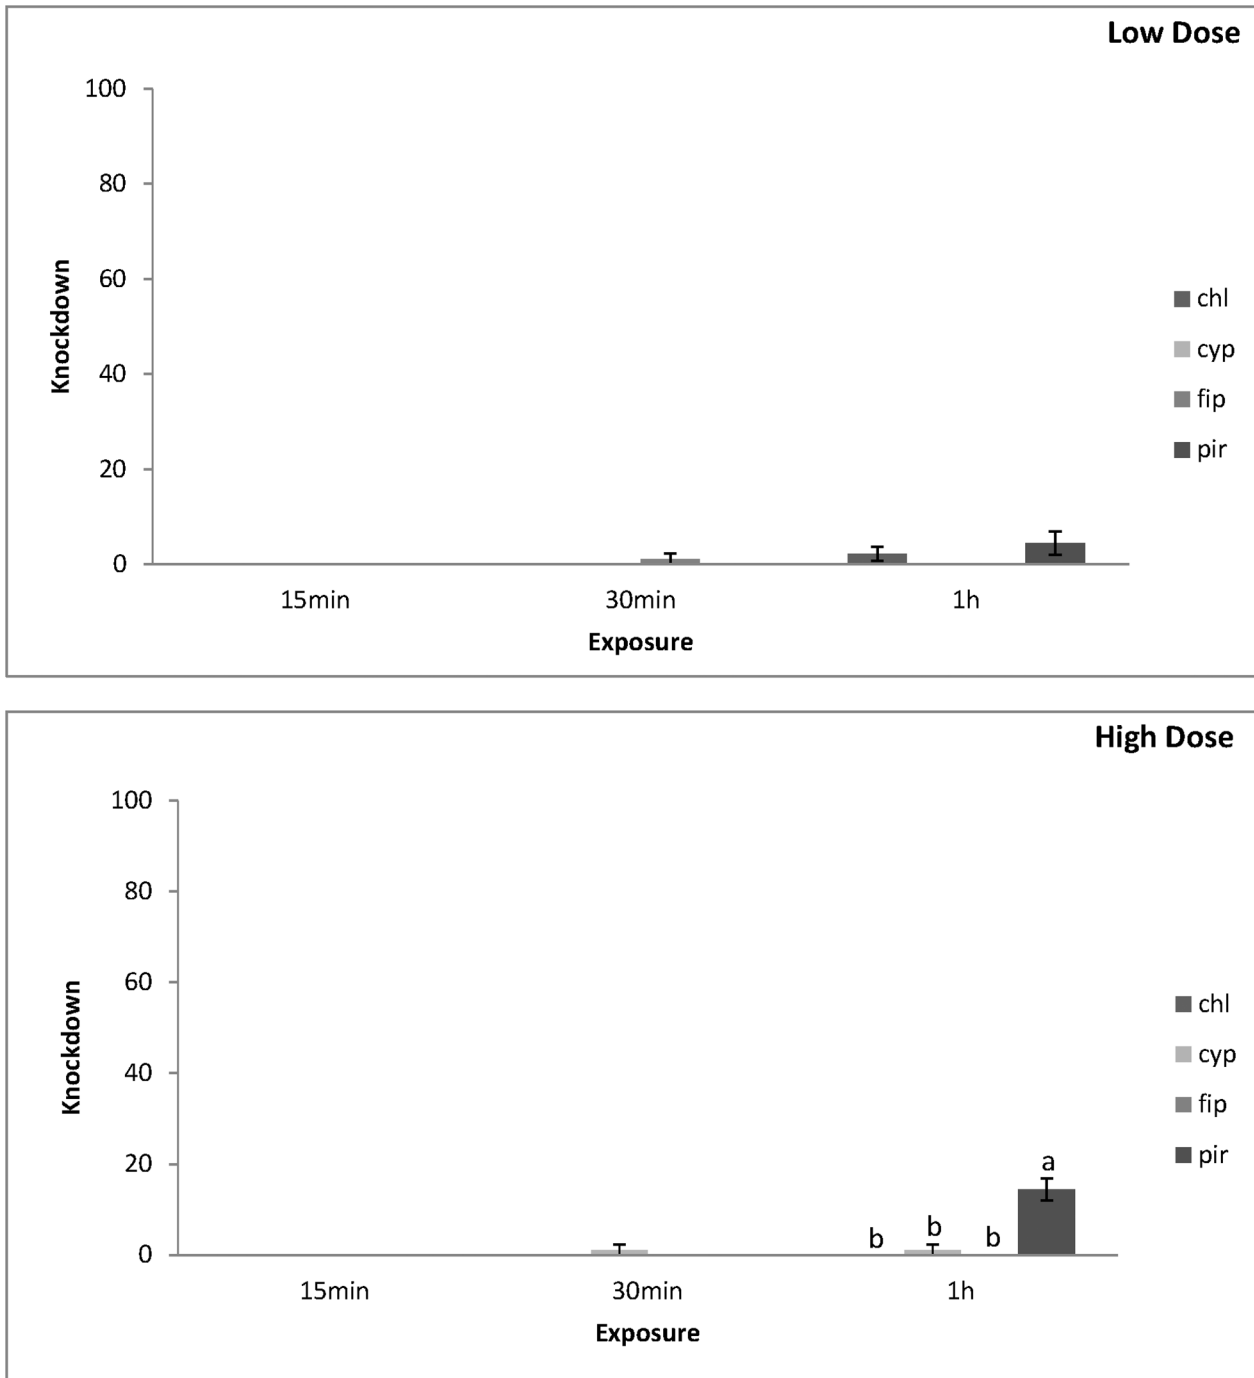 Low Dose
100
80
60
40
20
0
Knockdown
15min 30min 1h
Exposure
chl
cyp
fip
pir
High Dose
100
80
60
40
20
0
Knockdown
b b b a
15min 30min 1h
Exposure
chl
cyp
fip
pir